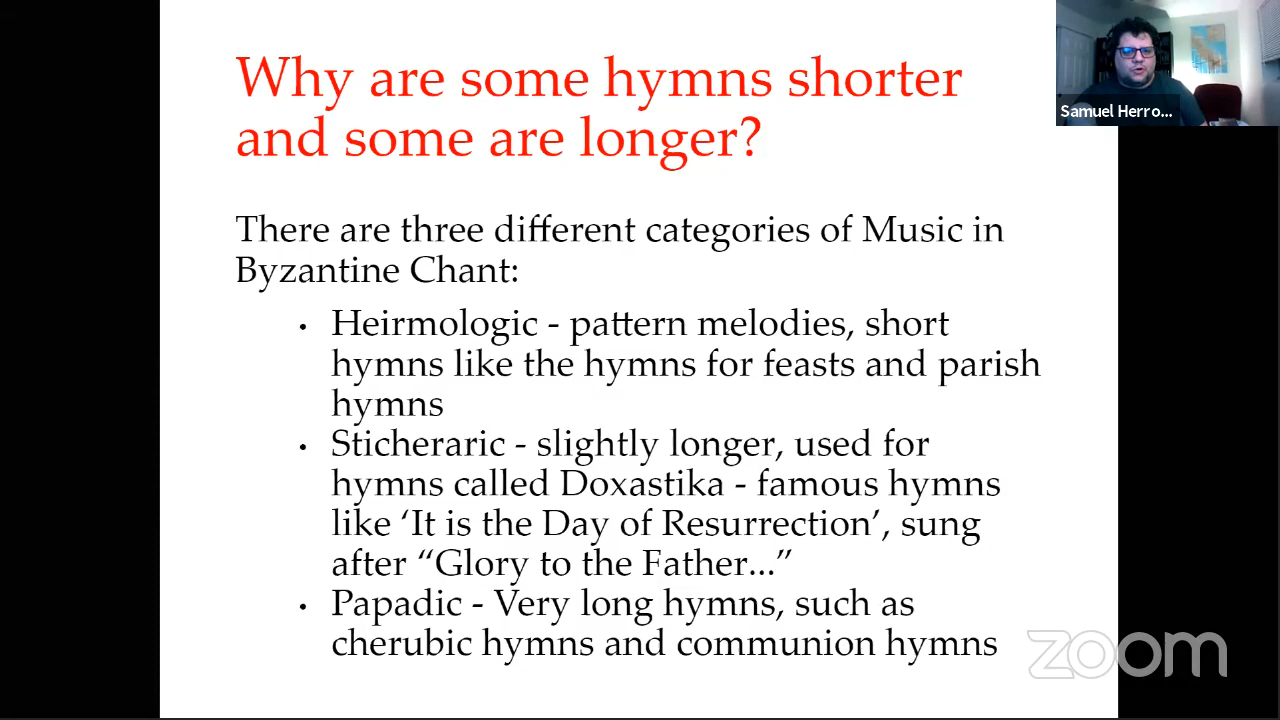 Why are some hymns shorter
and some are longer?
Samuel Herro...
There are three different categories of Music in
Byzantine Chant:
• Heirmologic - pattern melodies, short
hymns like the hymns for feasts and parish
hymns
• Sticheraric - slightly longer, used for
hymns called Doxastika - famous hymns
like ‘It is the Day of Resurrection’, sung
after “Glory to the Father...”
• Papadic - Very long hymns, such as
cherubic hymns and communion hymns
zoom